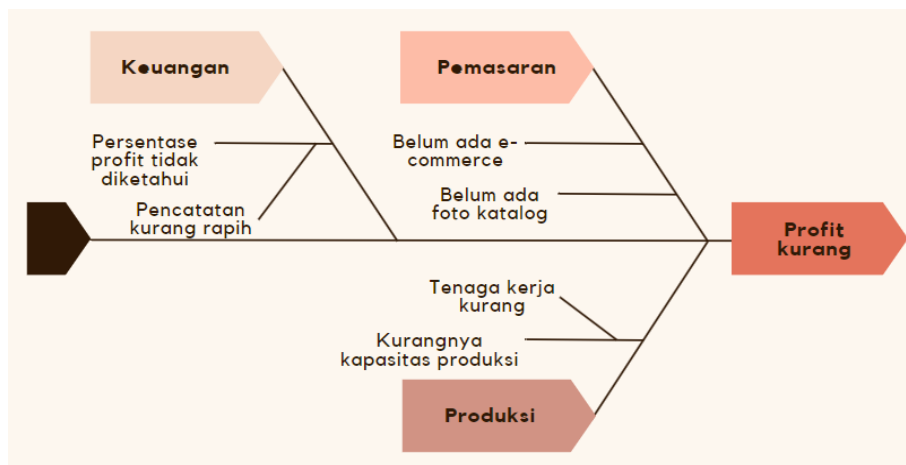 Keuangan
Pemasaran
Persentase
profit tidak
diketahui
Pencatatan
kurang rapih
Belum ada e-
commerce
Belum ada
foto katalog
Profit
kurang
Tenaga kerja
kurang
Kurangnya
kapasitas produksi
Produksi